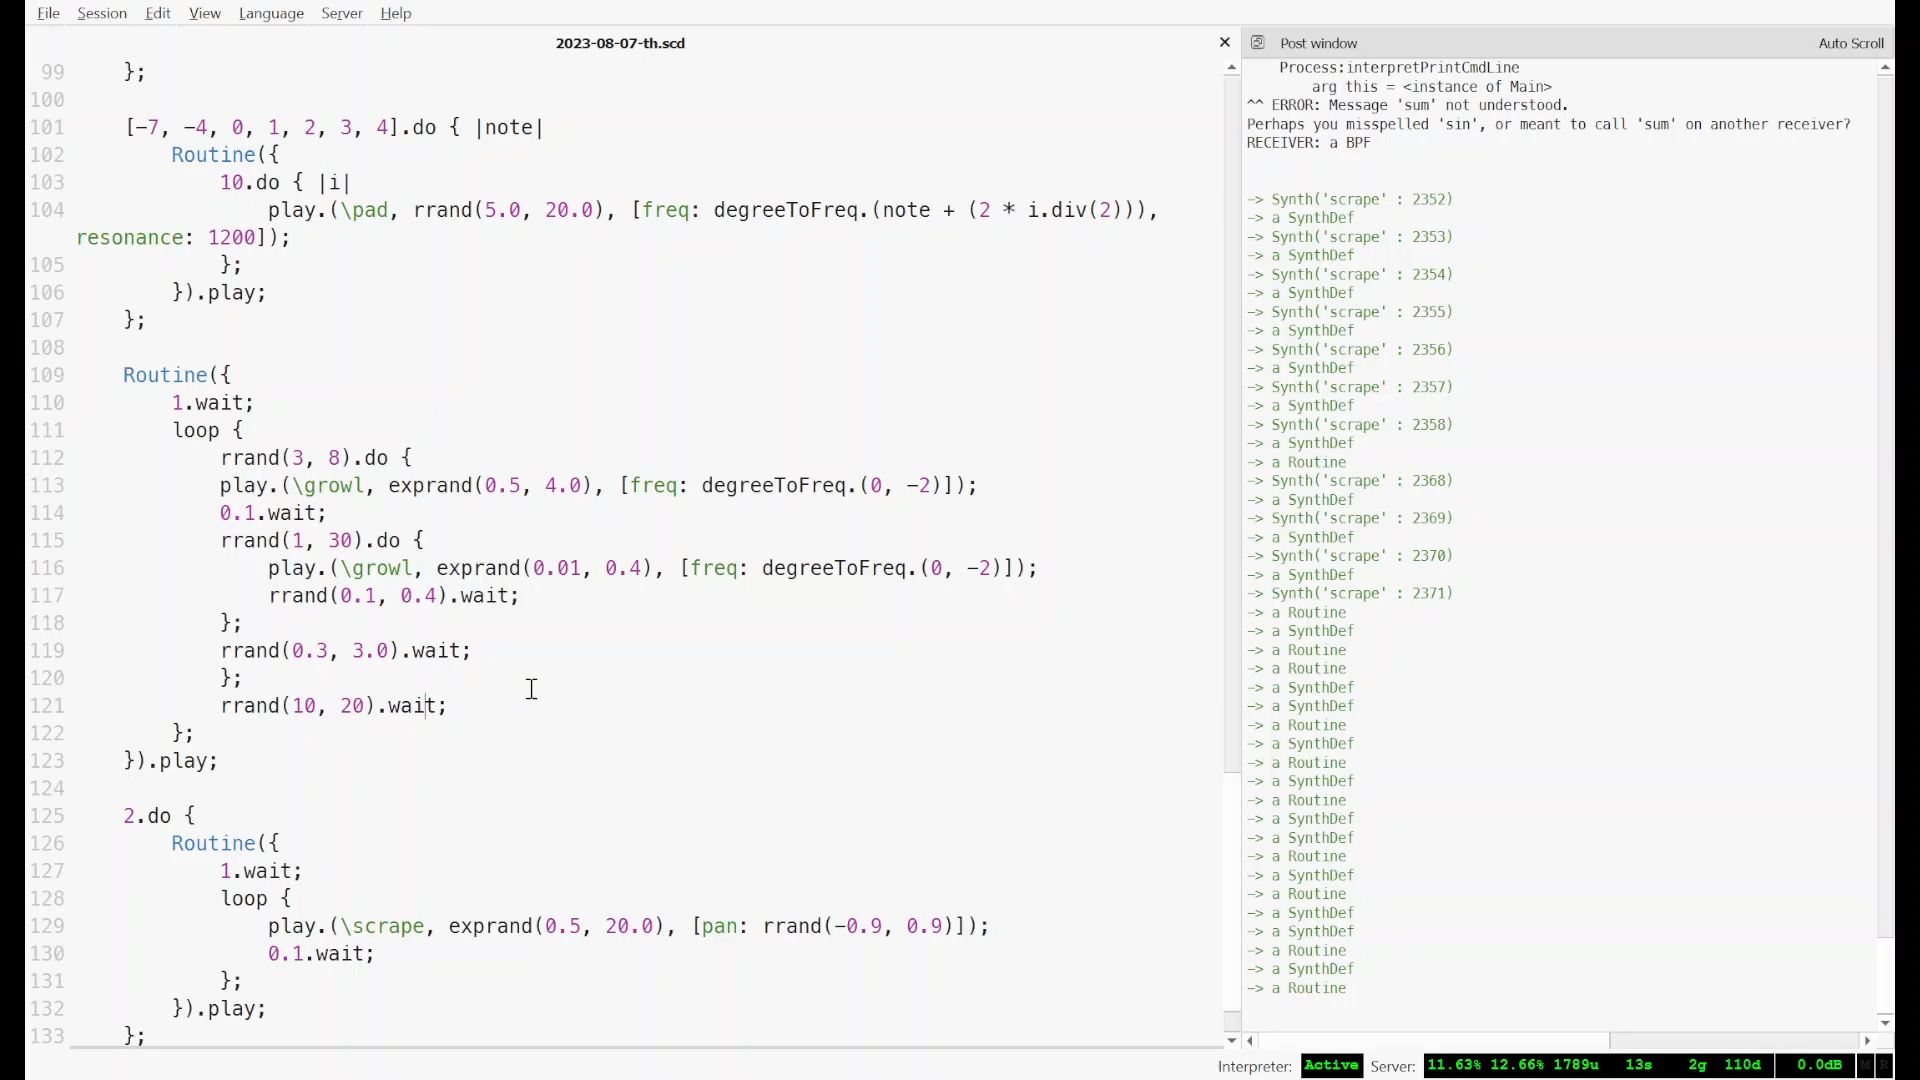 File Session Edit View Language Server Help
2023-08-07-th.scd
99 };
100
101 [-7, -4, 0, 1, 2, 3, 4].do { |note|
102 Routine({
103 10.do { |i|
104 play.(\pad, rrand(5.0, 20.0), [freq: degreeToFreq.(note + (2 * i.div(2))),
resonance: 1200]);
105 };
106 }).play;
107 };
108
109 Routine({
110 1.wait;
111 loop {
112 rrand(3, 8).do {
113 play.(\growl, exprand(0.5, 4.0), [freq: degreeToFreq.(0, -2)]);
114 0.1.wait;
115 rrand(1, 30).do {
116 play.(\growl, exprand(0.01, 0.4), [freq: degreeToFreq.(0, -2)]);
117 rrand(0.1, 0.4).wait;
118 };
119 rrand(0.3, 3.0).wait;
120 };
121 rrand(10, 20).wait;
122 };
123 }).play;
124
125 2.do {
126 Routine({
127 1.wait;
128 loop {
129 play.(\scrape, exprand(0.5, 20.0), [pan: rrand(-0.9, 0.9)]);
130 0.1.wait;
131 };
132 }).play;
133 };
Post window Auto Scroll
Process:interpretPrintCmdLine
arg this = <instance of Main>
^^ ERROR: Message 'sum' not understood.
Perhaps you misspelled 'sin', or meant to call 'sum' on another receiver?
RECEIVER: a BPF
-> Synth('scrape' : 2352)
-> a SynthDef
-> Synth('scrape' : 2353)
-> a SynthDef
-> Synth('scrape' : 2354)
-> a SynthDef
-> Synth('scrape' : 2355)
-> a SynthDef
-> Synth('scrape' : 2356)
-> a SynthDef
-> Synth('scrape' : 2357)
-> a SynthDef
-> Synth('scrape' : 2358)
-> a SynthDef
-> a Routine
-> Synth('scrape' : 2368)
-> a SynthDef
-> Synth('scrape' : 2369)
-> a SynthDef
-> Synth('scrape' : 2370)
-> a SynthDef
-> Synth('scrape' : 2371)
-> a Routine
-> a SynthDef
-> a Routine
-> a Routine
-> a SynthDef
-> a SynthDef
-> a Routine
-> a SynthDef
-> a Routine
-> a SynthDef
-> a Routine
-> a SynthDef
-> a SynthDef
-> a Routine
-> a SynthDef
-> a Routine
-> a SynthDef
-> a SynthDef
-> a Routine
-> a SynthDef
-> a Routine
Interpreter: Active Server: 11.63% 12.66% 1789u 13s 2g 110d 0.0dB M R